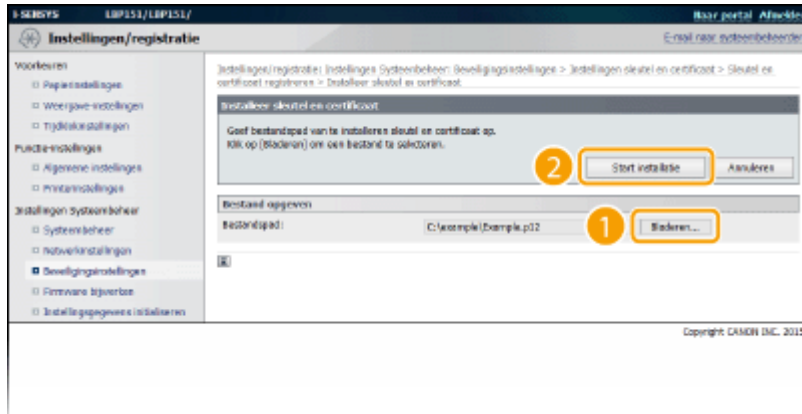 i-SENSYS LBP151/LBP151/ Naar portal Afmelde
Instellingen/registratie E-mail naar systeembeheerder
Voorkeuren
Papierinstellingen
Weergave-instellingen
Tijdklokinstellingen
Functie-instellingen
Algemene instellingen
Printerinstellingen
Instellingen Systeembeheer
Systeembeheer
Netwerkinstellingen
Beveiligingsinstellingen
Firmware bijwerken
Instellingsgegevens initialiseren
Instellingen/registratie: Instellingen Systeembeheer: Beveiligingsinstellingen > Instellingen sleutel en certificaat > Sleutel en
certificaat registreren > Installeer sleutel en certificaat
Installeer sleutel en certificaat
Geef bestandspad van te installeren sleutel en certificaat op.
Klik op [Bladeren] om een bestand te selecteren.
2 Start installatie Annuleren
Bestand opgeven
Bestandspad: C:\example\Example.p12 1 Bladeren...
Copyright CANON INC. 2015